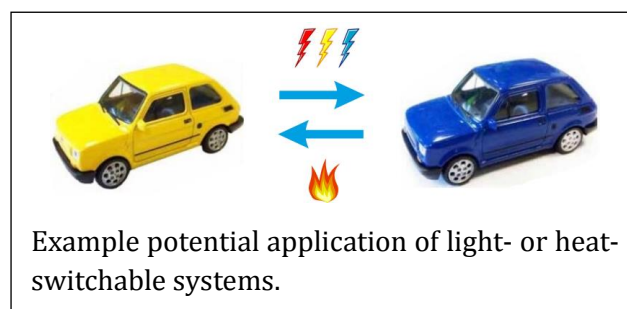 Example potential application of light- or heat-
switchable systems.